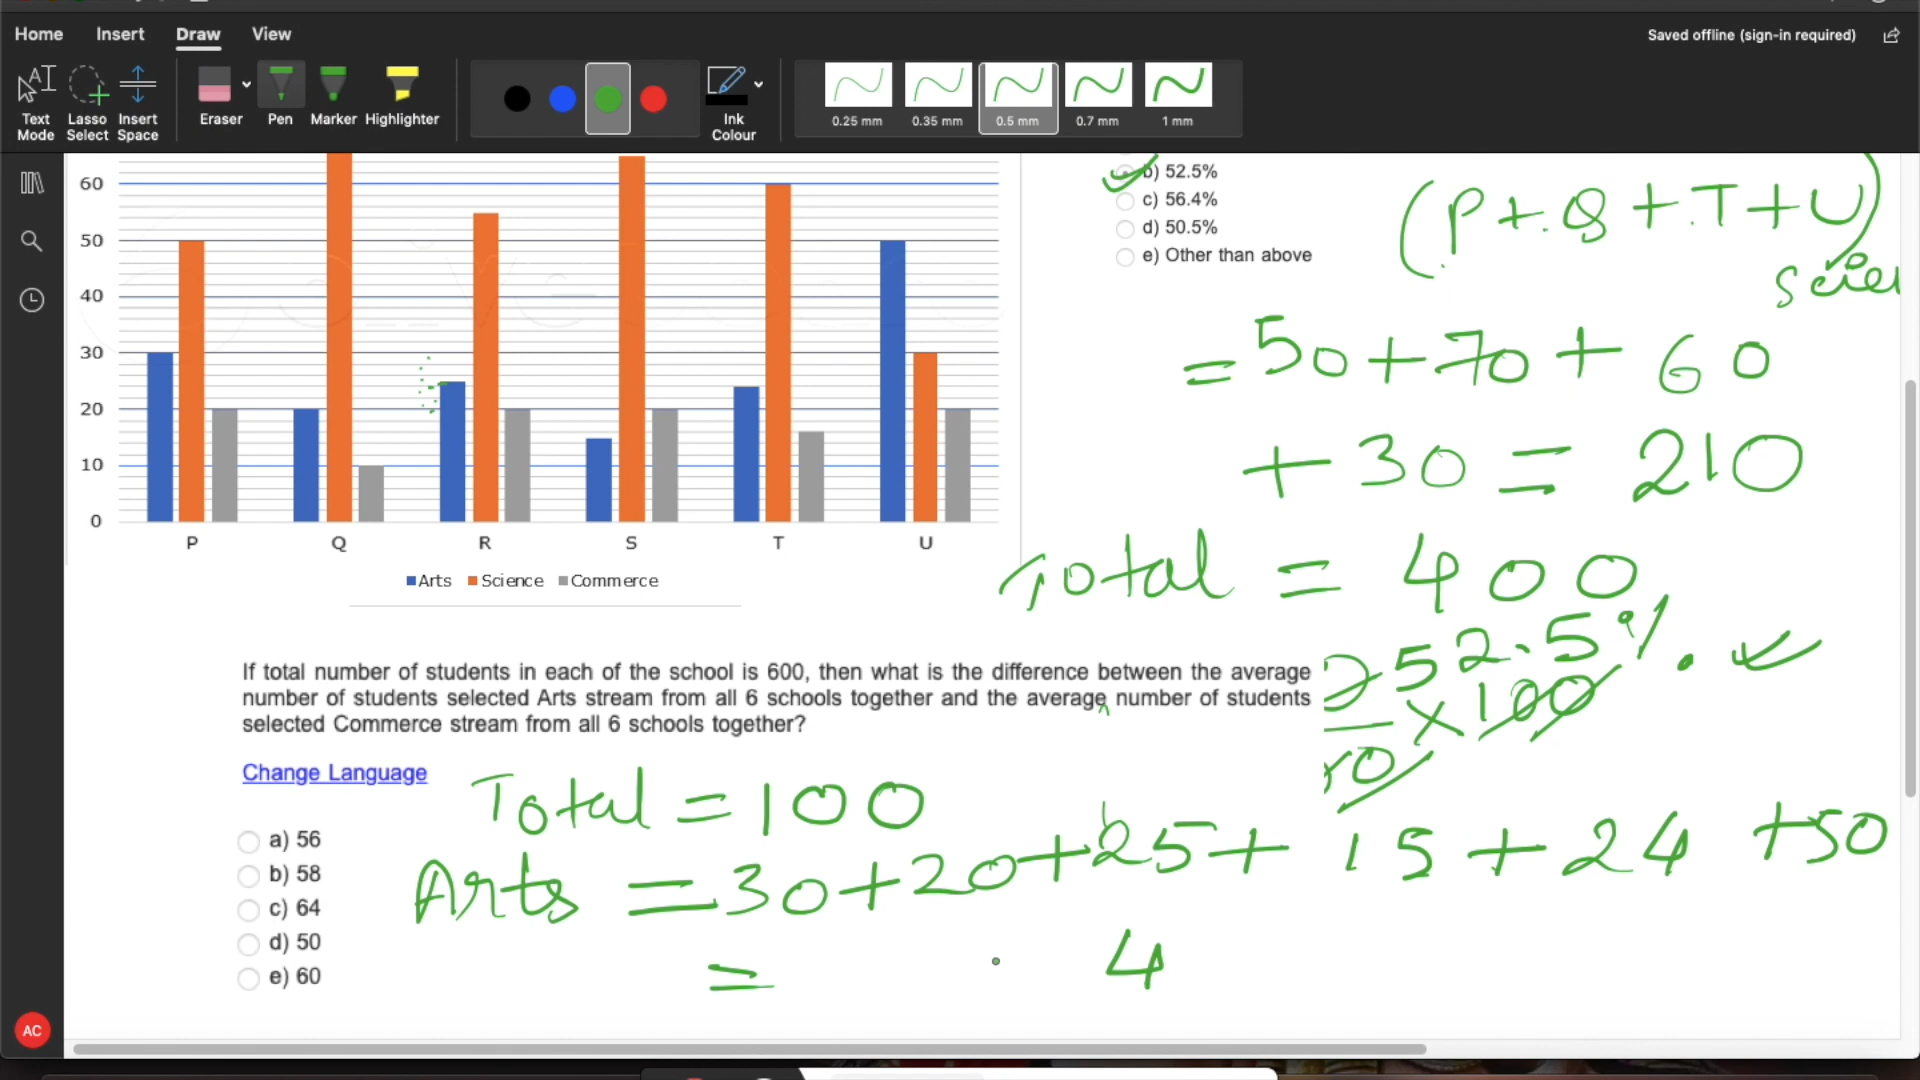 Home Insert Draw View
Saved offline (sign-in required)
Text Mode
Lasso Select
Insert Space
Eraser
Pen
Marker
Highlighter
Ink Colour
0.25 mm
0.35 mm
0.5 mm
0.7 mm
1 mm
60
50
40
30
20
10
0
P Q R S T U
Arts Science Commerce
b) 52.5%
c) 56.4%
d) 50.5%
e) Other than above
(P+Q+T+U)
= 50+70+60
+30 = 210
Total = 400
52.5%.
×100
If total number of students in each of the school is 600, then what is the difference between the average
number of students selected Arts stream from all 6 schools together and the average number of students
selected Commerce stream from all 6 schools together?
Change Language
Total = 100
Arts = 30+20+25+15+24+50
= 4
a) 56
b) 58
c) 64
d) 50
e) 60
AC